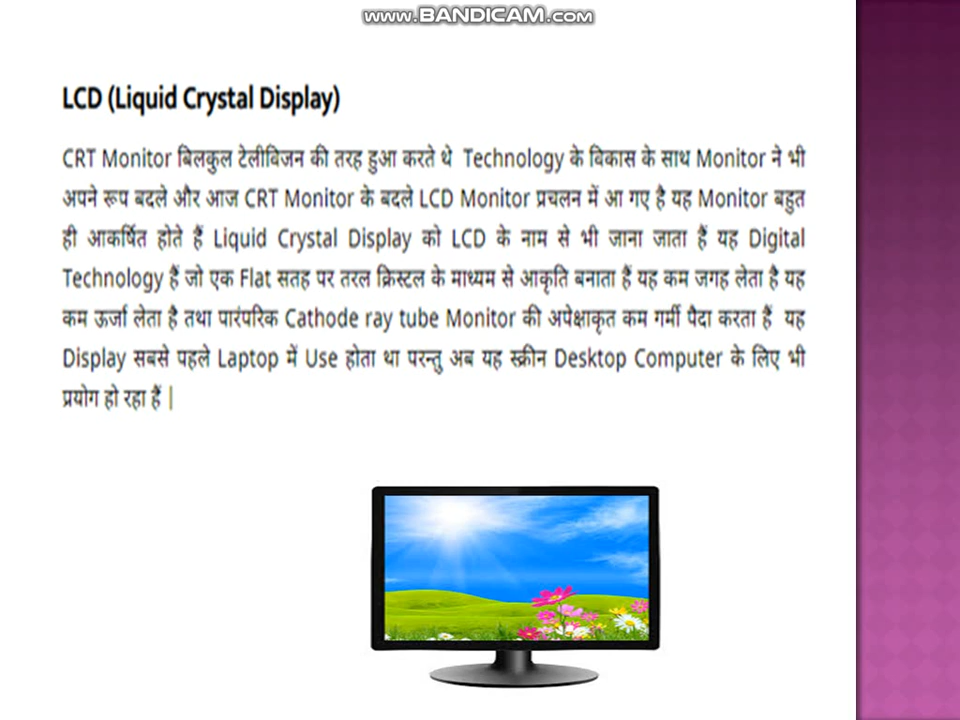 www.BANDICAM.com
LCD (Liquid Crystal Display)
CRT Monitor बिलकुल टेलीविजन की तरह हुआ करते थे Technology के विकास के साथ Monitor ने भी
अपने रूप बदले और आज CRT Monitor के बदले LCD Monitor प्रचलन में आ गए है यह Monitor बहुत
ही आकर्षित होते हैं Liquid Crystal Display को LCD के नाम से भी जाना जाता हैं यह Digital
Technology हैं जो एक Flat सतह पर तरल क्रिस्टल के माध्यम से आकृति बनाता हैं यह कम जगह लेता है यह
कम ऊर्जा लेता है तथा पारंपरिक Cathode ray tube Monitor की अपेक्षाकृत कम गर्मी पैदा करता हैं यह
Display सबसे पहले Laptop में Use होता था परन्तु अब यह स्क्रीन Desktop Computer के लिए भी
प्रयोग हो रहा हैं |